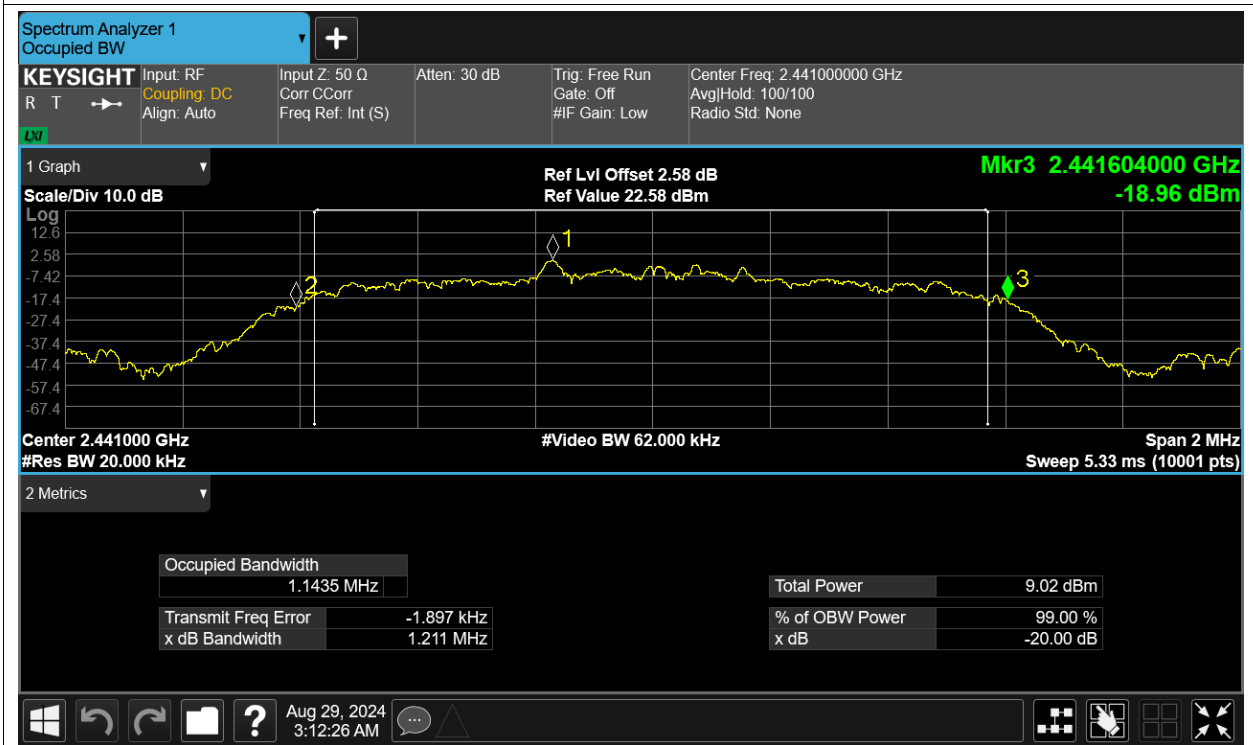 Spectrum Analyzer 1
Occupied BW
KEYSIGHT
R T
LXI
Input: RF
Coupling: DC
Align: Auto
Input Z: 50 Ω
Corr CCorr
Freq Ref: Int (S)
Atten: 30 dB
Trig: Free Run
Gate: Off
#IF Gain: Low
Center Freq: 2.441000000 GHz
Avg|Hold: 100/100
Radio Std: None
1 Graph
Scale/Div 10.0 dB
Ref Lvl Offset 2.58 dB
Ref Value 22.58 dBm
Mkr3 2.441604000 GHz
-18.96 dBm
Log
12.6
2.58
-7.42
-17.4
-27.4
-37.4
-47.4
-57.4
-67.4
1
2
3
Center 2.441000 GHz
#Res BW 20.000 kHz
#Video BW 62.000 kHz
Span 2 MHz
Sweep 5.33 ms (10001 pts)
2 Metrics
Occupied Bandwidth
1.1435 MHz
Transmit Freq Error -1.897 kHz
x dB Bandwidth 1.211 MHz
Total Power 9.02 dBm
% of OBW Power 99.00 %
x dB -20.00 dB
?
Aug 29, 2024
3:12:26 AM